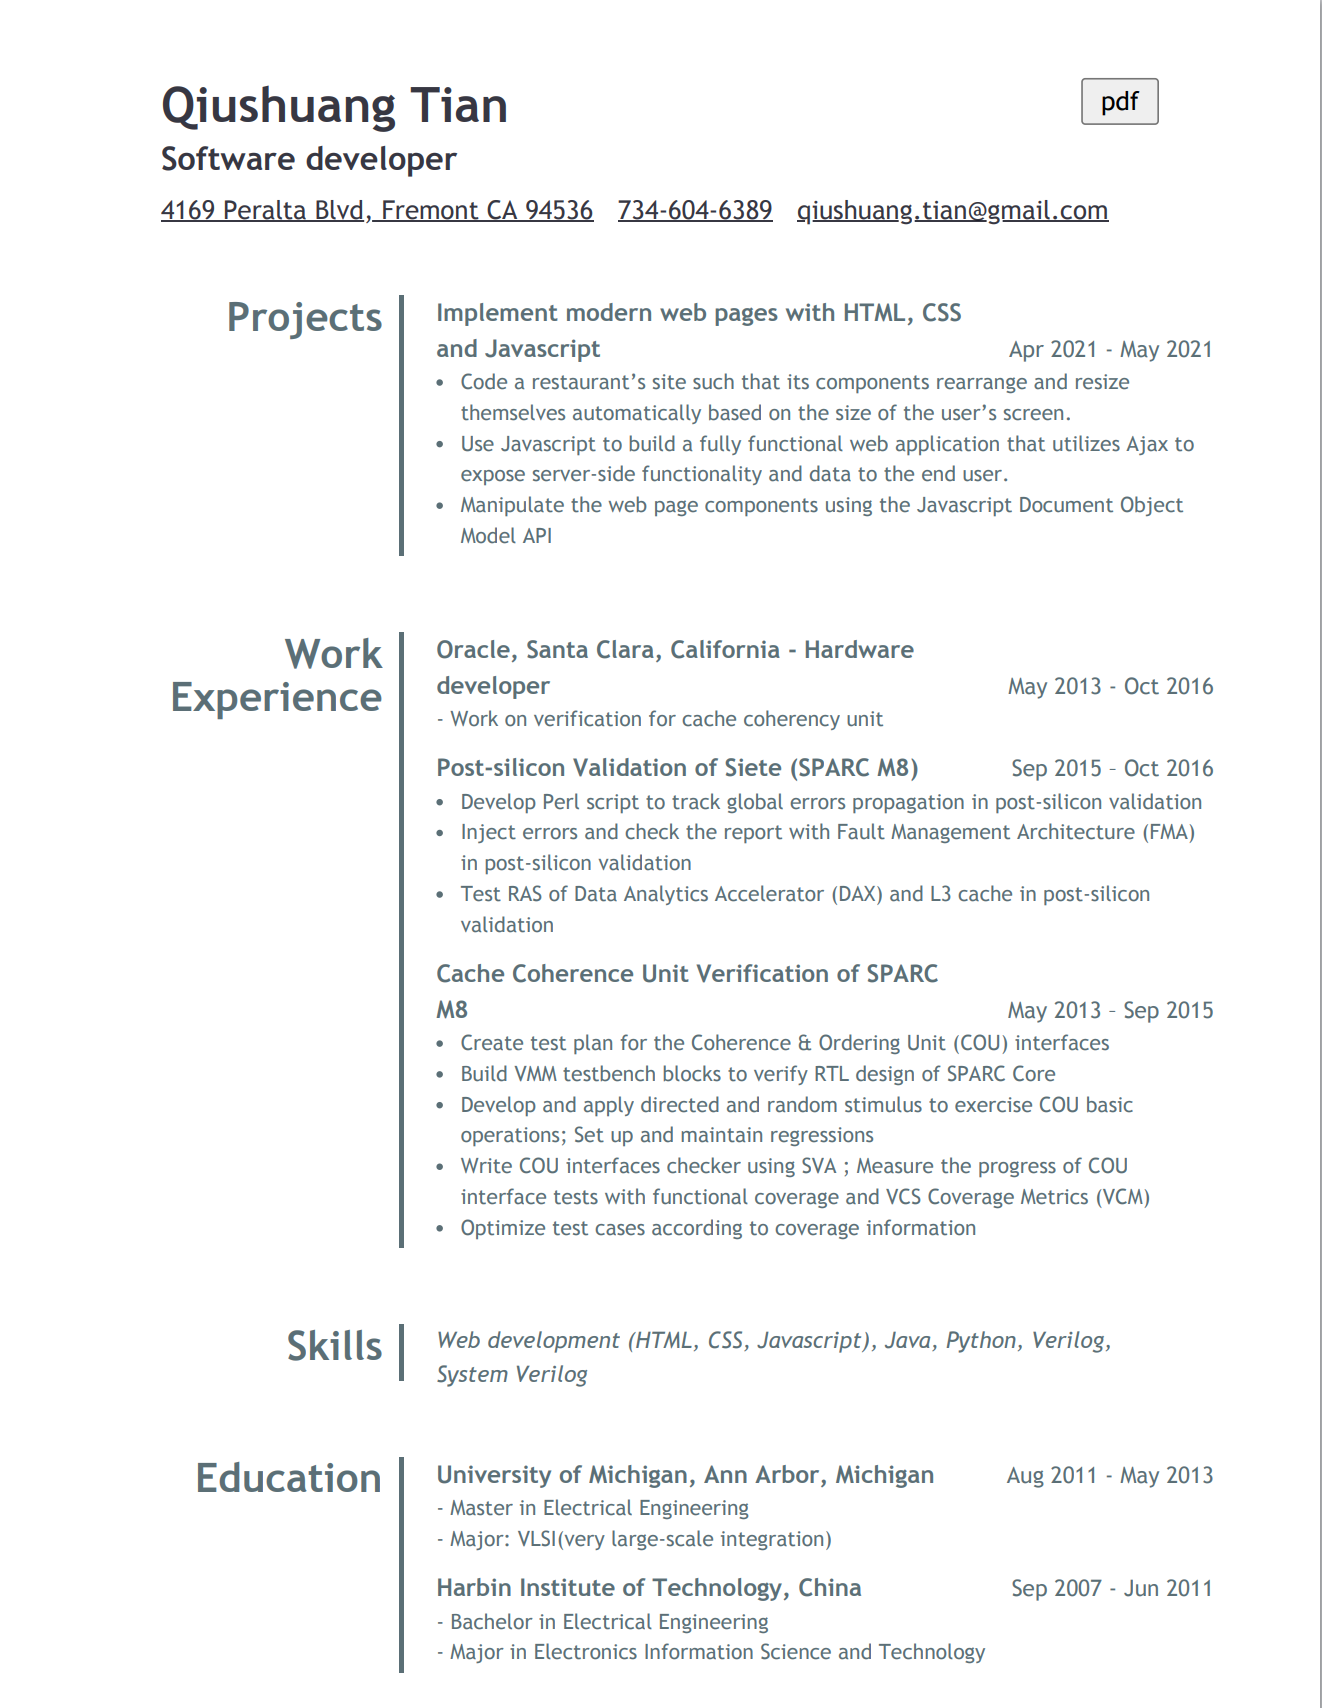 Qiushuang Tian
pdf
Software developer
4169 Peralta Blvd, Fremont CA 94536 734-604-6389 qiushuang.tian@gmail.com
Projects
Implement modern web pages with HTML, CSS
and Javascript Apr 2021 - May 2021
• Code a restaurant’s site such that its components rearrange and resize
themselves automatically based on the size of the user’s screen.
• Use Javascript to build a fully functional web application that utilizes Ajax to
expose server-side functionality and data to the end user.
• Manipulate the web page components using the Javascript Document Object
Model API
Work
Experience
Oracle, Santa Clara, California - Hardware
developer May 2013 - Oct 2016
- Work on verification for cache coherency unit
Post-silicon Validation of Siete (SPARC M8) Sep 2015 – Oct 2016
• Develop Perl script to track global errors propagation in post-silicon validation
• Inject errors and check the report with Fault Management Architecture (FMA)
in post-silicon validation
• Test RAS of Data Analytics Accelerator (DAX) and L3 cache in post-silicon
validation
Cache Coherence Unit Verification of SPARC
M8 May 2013 – Sep 2015
• Create test plan for the Coherence & Ordering Unit (COU) interfaces
• Build VMM testbench blocks to verify RTL design of SPARC Core
• Develop and apply directed and random stimulus to exercise COU basic
operations; Set up and maintain regressions
• Write COU interfaces checker using SVA ; Measure the progress of COU
interface tests with functional coverage and VCS Coverage Metrics (VCM)
• Optimize test cases according to coverage information
Skills
Web development (HTML, CSS, Javascript), Java, Python, Verilog,
System Verilog
Education
University of Michigan, Ann Arbor, Michigan Aug 2011 - May 2013
- Master in Electrical Engineering
- Major: VLSI(very large-scale integration)
Harbin Institute of Technology, China Sep 2007 - Jun 2011
- Bachelor in Electrical Engineering
- Major in Electronics Information Science and Technology